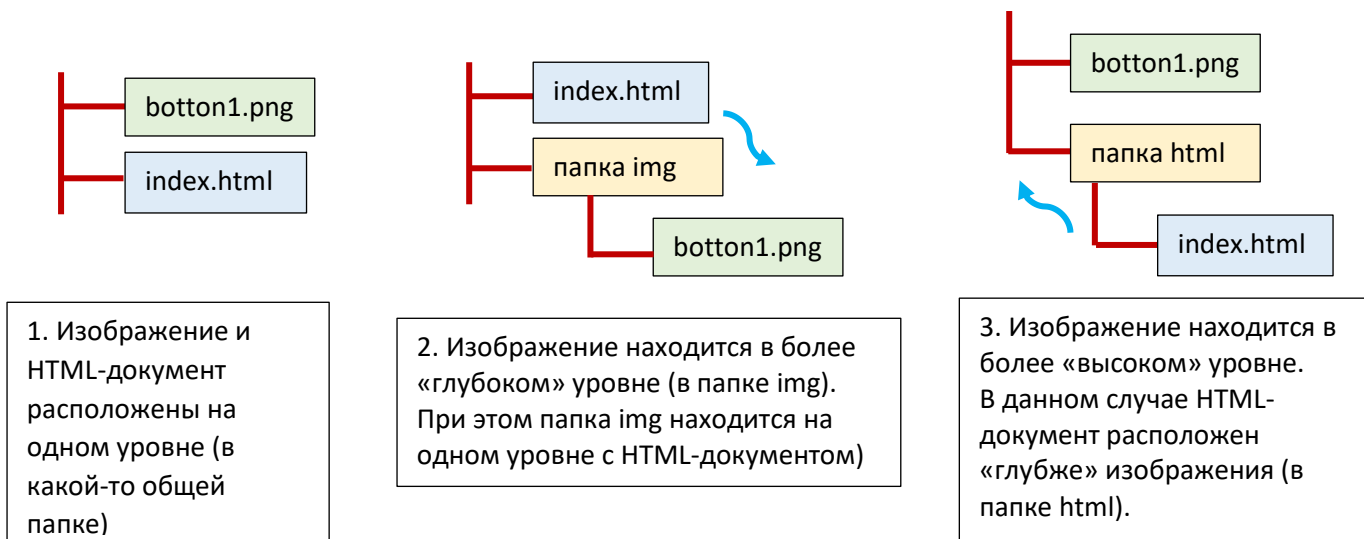 botton1.png
index.html
1. Изображение и
HTML-документ
расположены на
одном уровне (в
какой-то общей
папке)
index.html
папка img
botton1.png
2. Изображение находится в более
«глубоком» уровне (в папке img).
При этом папка img находится на
одном уровне с HTML-документом)
botton1.png
папка html
index.html
3. Изображение находится в
более «высоком» уровне.
В данном случае HTML-
документ расположен
«глубже» изображения (в
папке html).